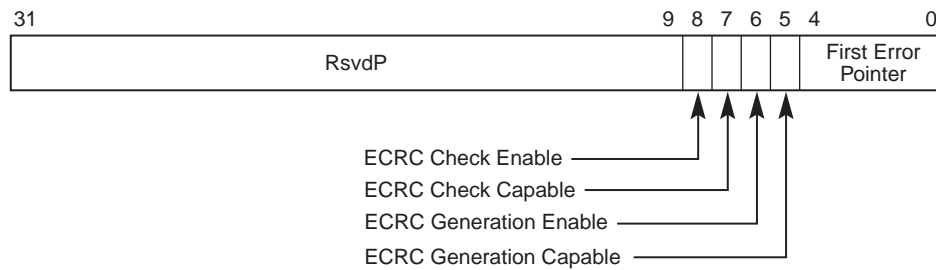 31 9 8 7 6 5 4 0
RsvdP
First Error
Pointer
ECRC Check Enable
ECRC Check Capable
ECRC Generation Enable
ECRC Generation Capable